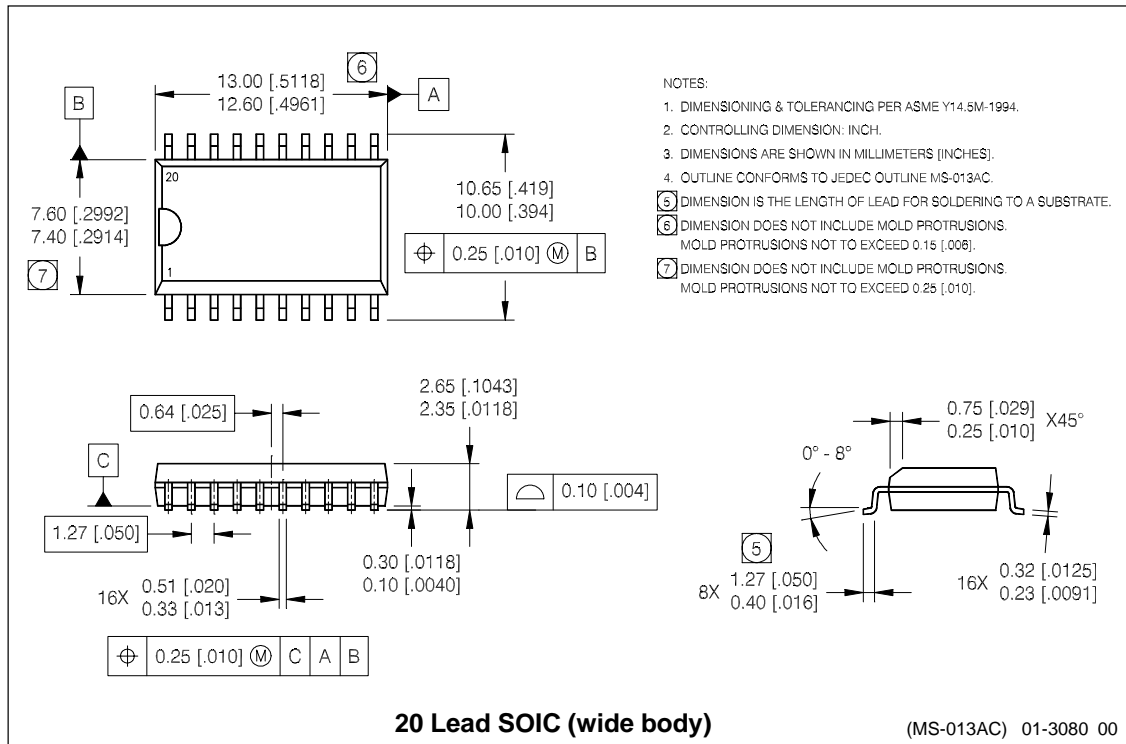 13.00 [.5118]
12.60 [.4961]
6
A
B
20
1
7.60 [.2992]
7.40 [.2914]
7
10.65 [.419]
10.00 [.394]
⌖ 0.25 [.010] Ⓜ B
NOTES:
1. DIMENSIONING & TOLERANCING PER ASME Y14.5M-1994.
2. CONTROLLING DIMENSION: INCH.
3. DIMENSIONS ARE SHOWN IN MILLIMETERS [INCHES].
4. OUTLINE CONFORMS TO JEDEC OUTLINE MS-013AC.
5 DIMENSION IS THE LENGTH OF LEAD FOR SOLDERING TO A SUBSTRATE.
6 DIMENSION DOES NOT INCLUDE MOLD PROTRUSIONS.
MOLD PROTRUSIONS NOT TO EXCEED 0.15 [.006].
7 DIMENSION DOES NOT INCLUDE MOLD PROTRUSIONS.
MOLD PROTRUSIONS NOT TO EXCEED 0.25 [.010].
0.64 [.025]
2.65 [.1043]
2.35 [.0118]
C
0.10 [.004]
1.27 [.050]
0.30 [.0118]
0.10 [.0040]
16X 0.51 [.020]
0.33 [.013]
⌖ 0.25 [.010] Ⓜ C A B
0.75 [.029]
0.25 [.010] X45°
0° - 8°
5
8X 1.27 [.050]
0.40 [.016]
16X 0.32 [.0125]
0.23 [.0091]
20 Lead SOIC (wide body)
(MS-013AC) 01-3080 00